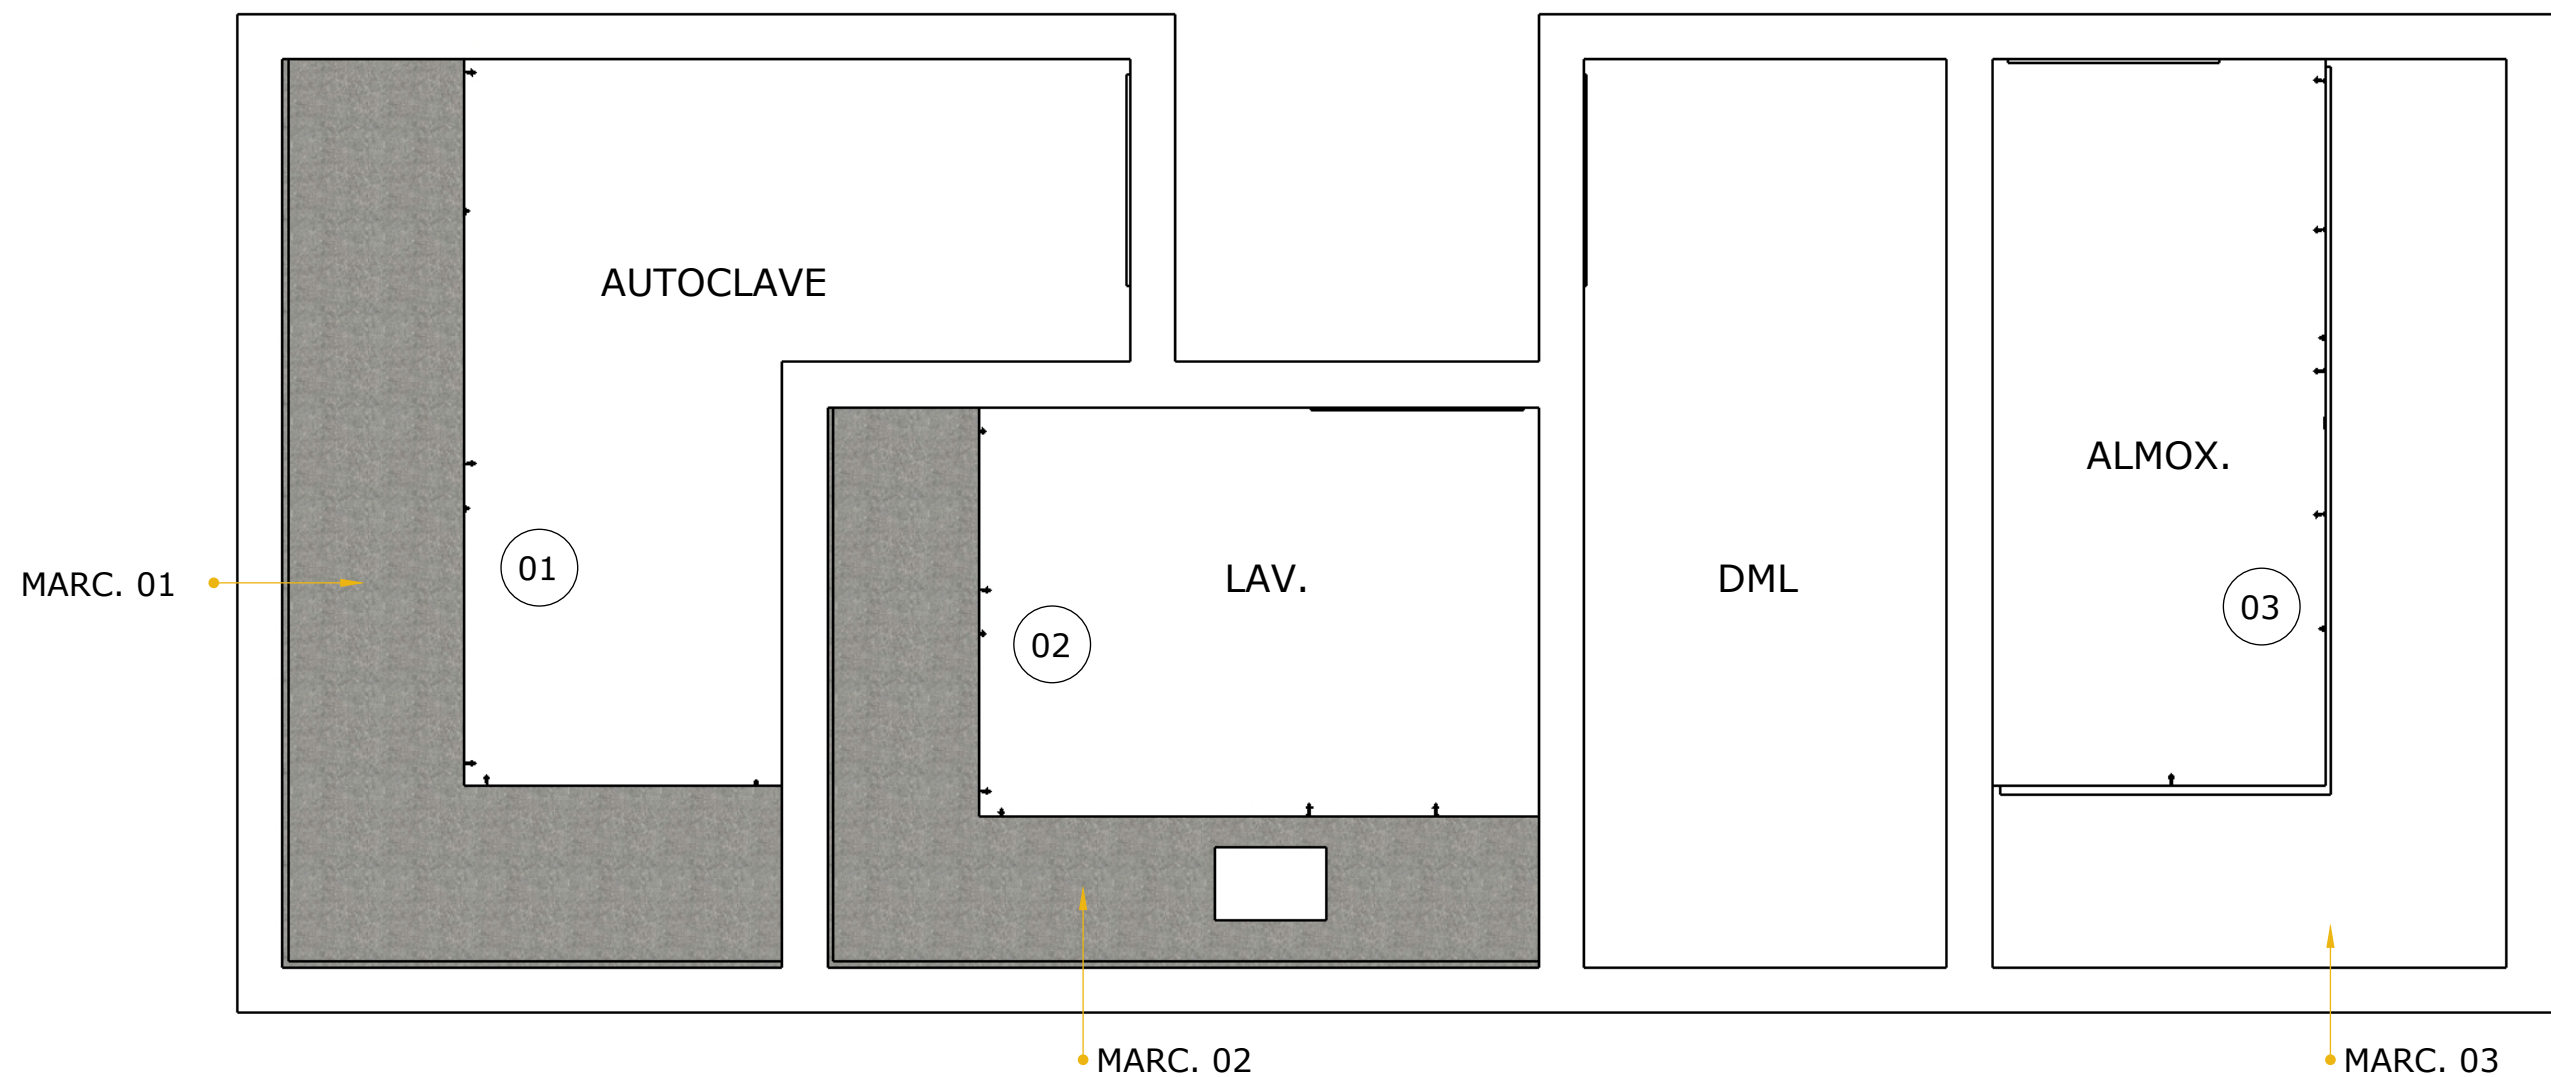 AUTOCLAVE
ALMOX.
01
MARC. 01
LAV.
DML
03
02
MARC. 02
MARC. 03